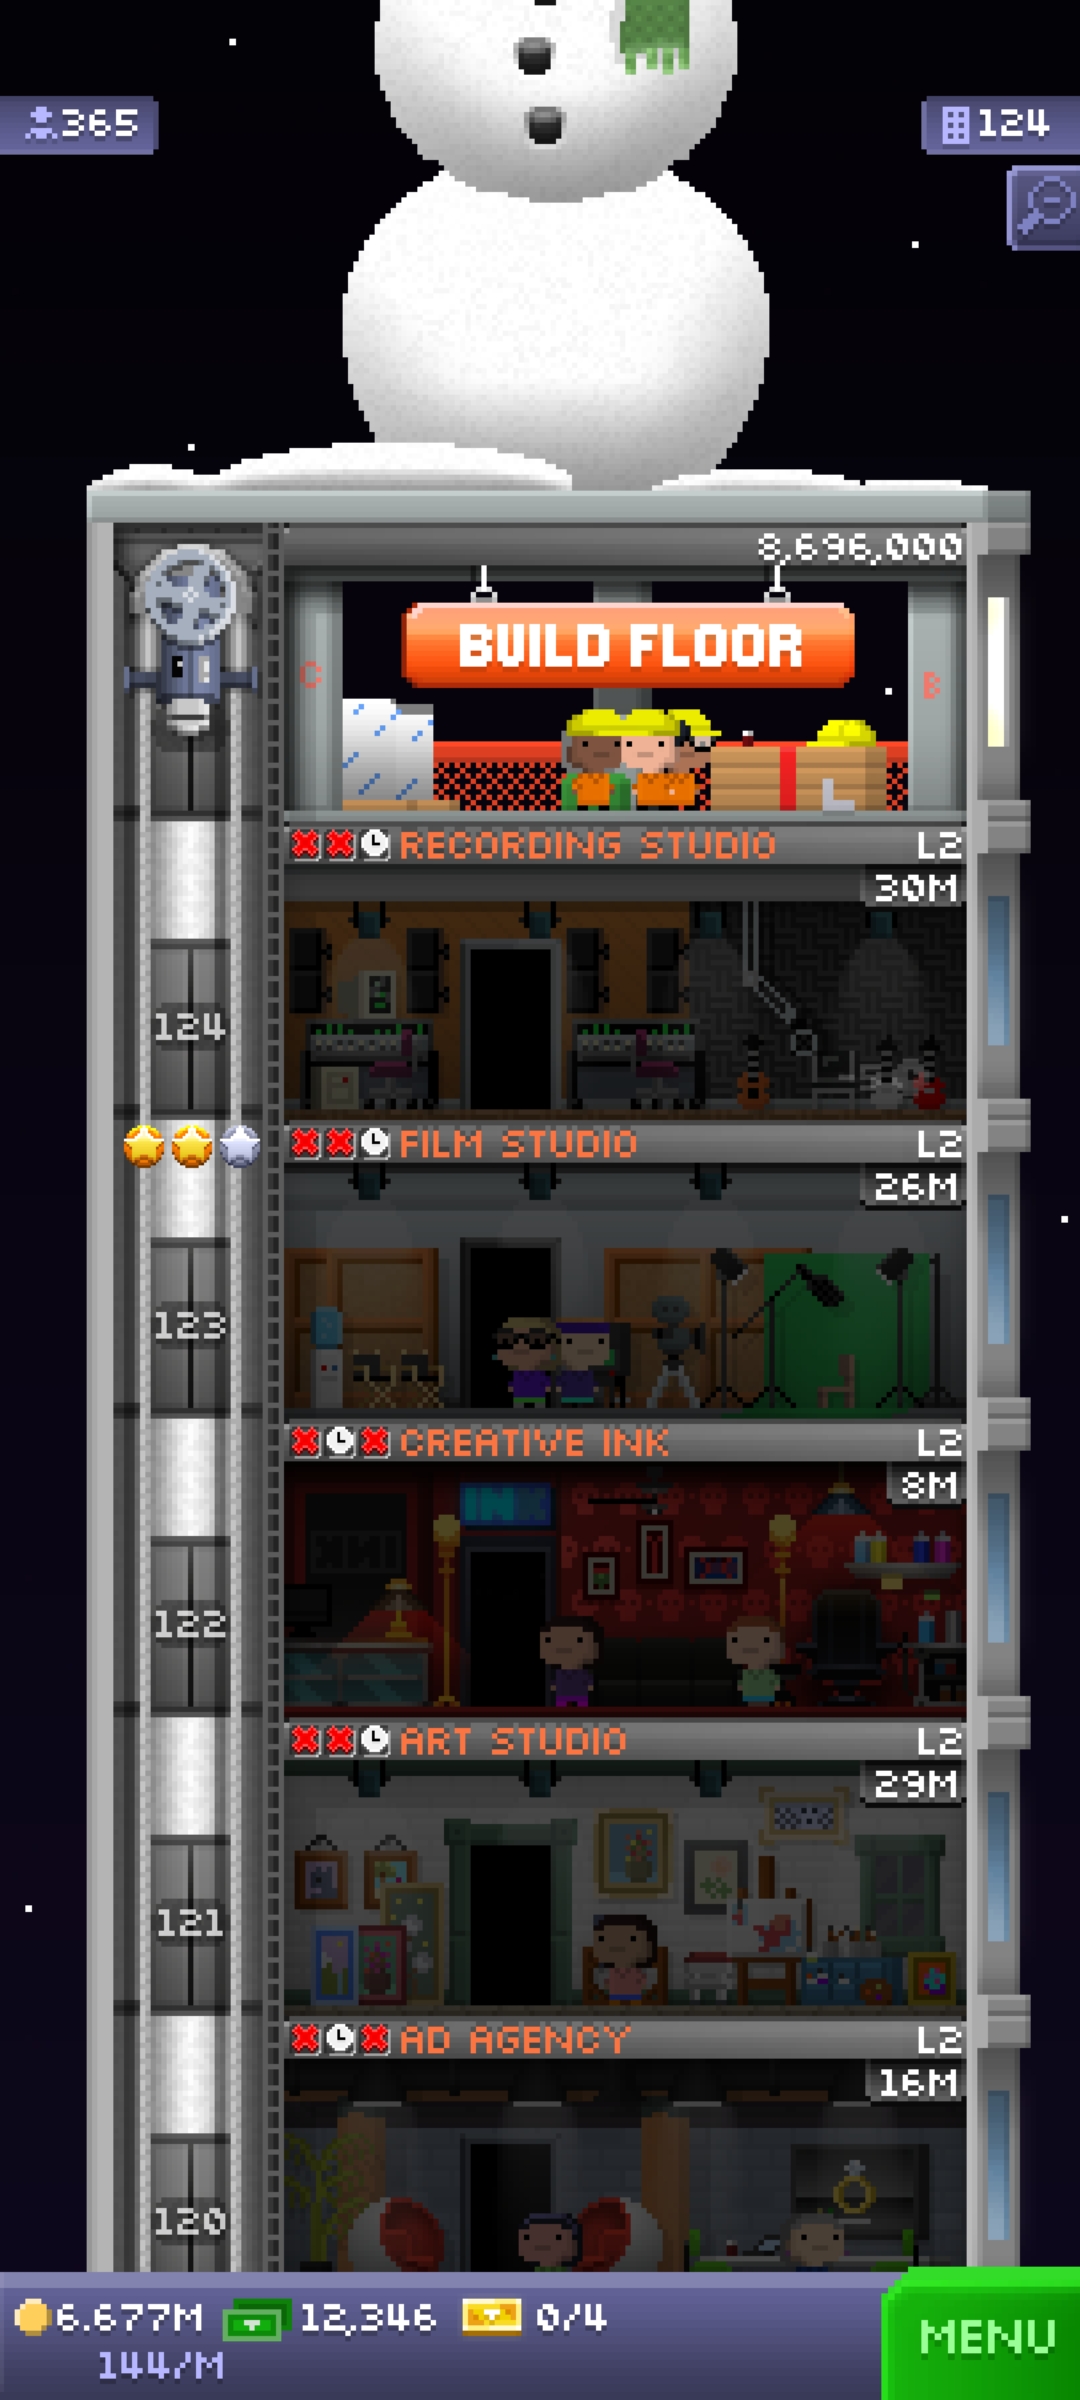 365
124
8,696,000
BUILD FLOOR
C
B
RECORDING STUDIO L2
30M
124
FILM STUDIO L2
26M
123
CREATIVE INK L2
8M
INK
INK
122
ART STUDIO L2
29M
121
AD AGENCY L2
16M
120
6.677M 12,346 0/4
144/M
MENU